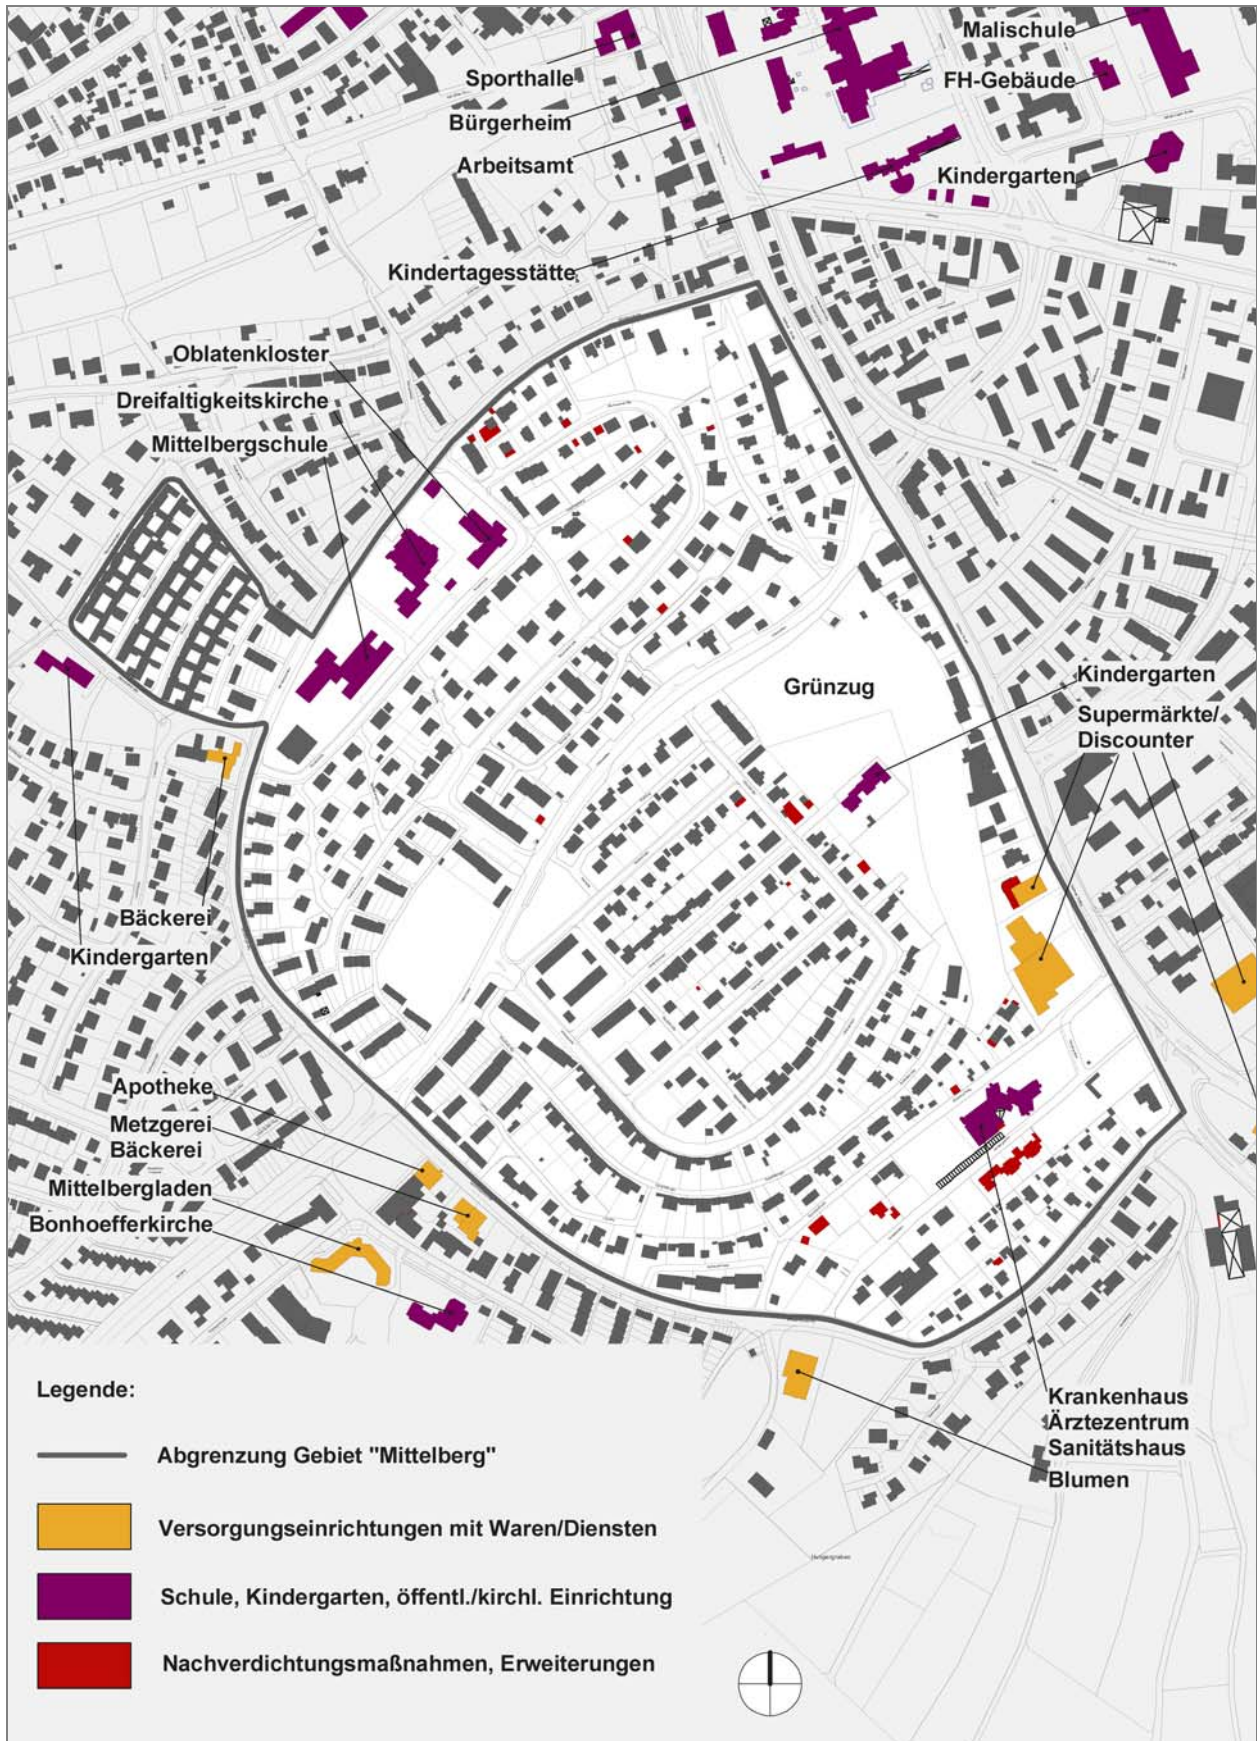 Malischule
Sporthalle
FH-Gebäude
Bürgerheim
Arbeitsamt
Kindergarten
Kindertagesstätte
Oblatenkloster
Dreifaltigkeitskirche
Mittelbergschule
Kindergarten
Grünzug
Supermärkte/
Discounter
Bäckerei
Kindergarten
Apotheke
Metzgerei
Bäckerei
Mittelbergladen
Bonhoefferkirche
Krankenhaus
Ärztezentrum
Sanitätshaus
Blumen
Legende:
Abgrenzung Gebiet "Mittelberg"
Versorgungseinrichtungen mit Waren/Diensten
Schule, Kindergarten, öffentl./kirchl. Einrichtung
Nachverdichtungsmaßnahmen, Erweiterungen